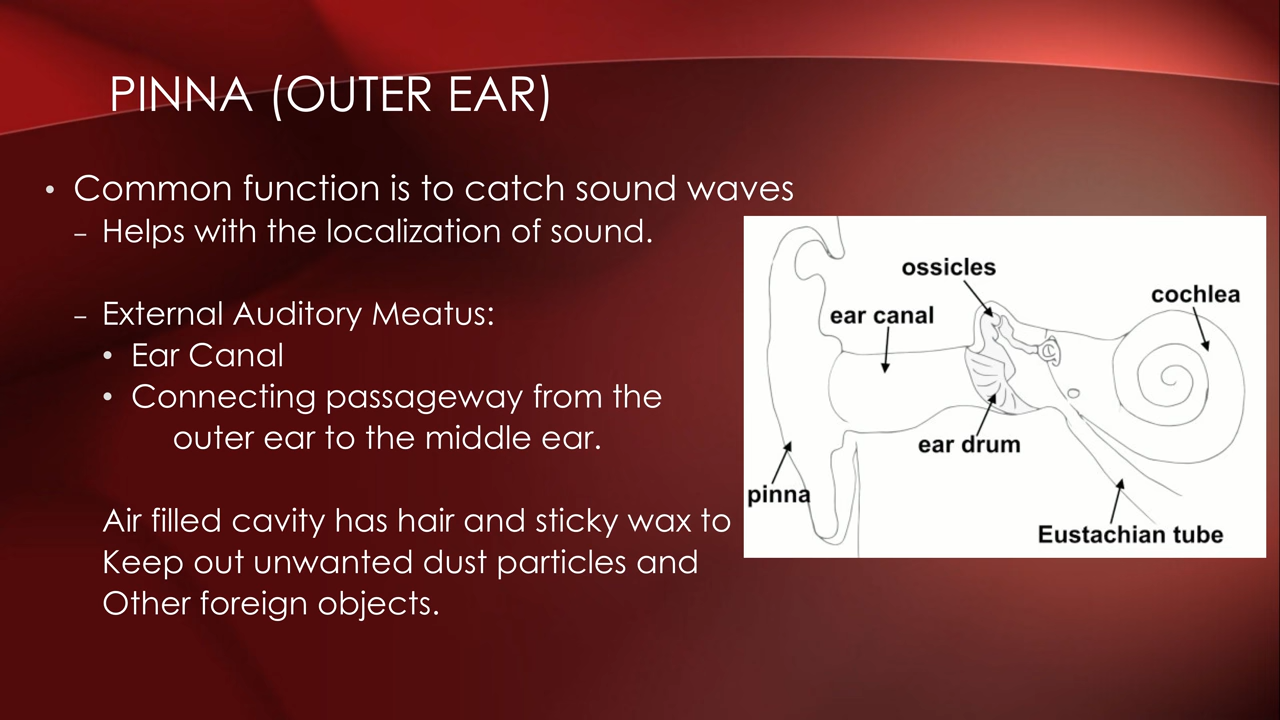 PINNA (OUTER EAR)
• Common function is to catch sound waves
– Helps with the localization of sound.
– External Auditory Meatus:
• Ear Canal
• Connecting passageway from the
outer ear to the middle ear.
Air filled cavity has hair and sticky wax to
Keep out unwanted dust particles and
Other foreign objects.
ossicles
cochlea
ear canal
ear drum
pinna
Eustachian tube